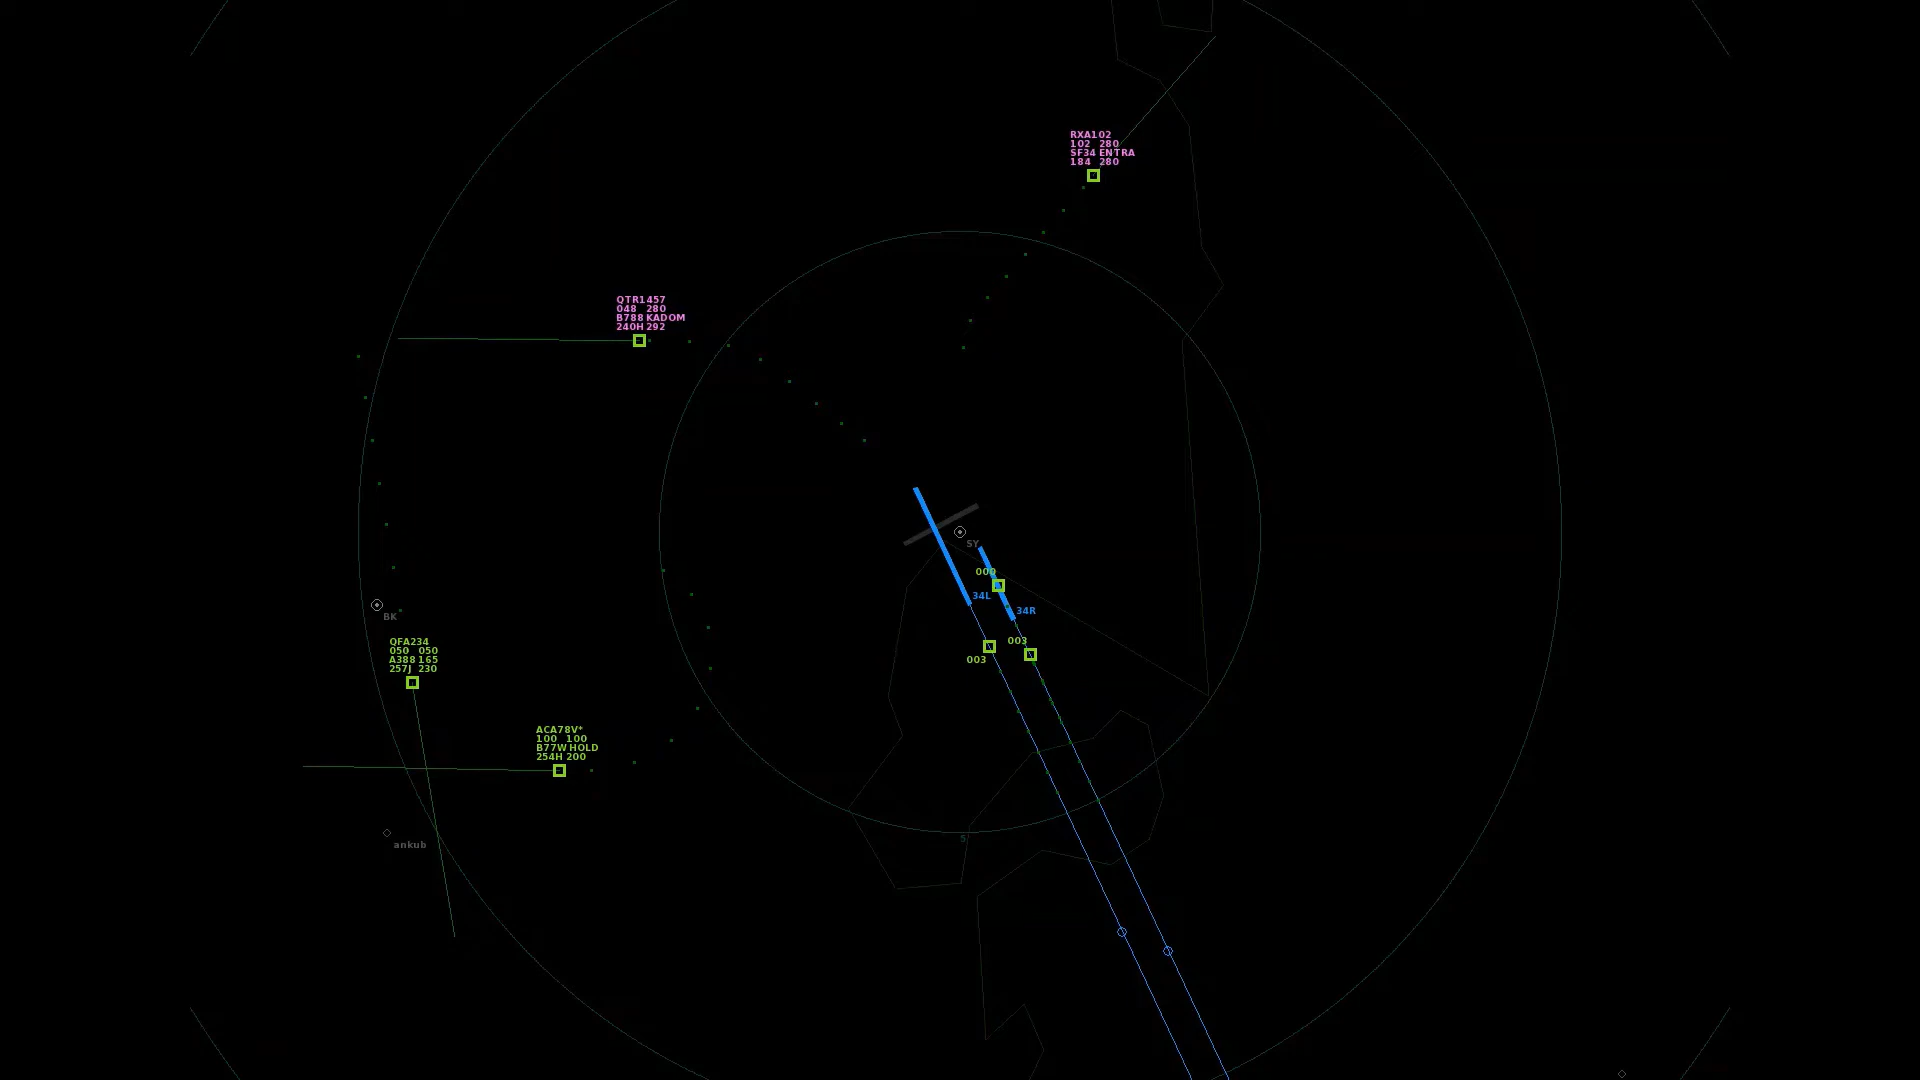 RXA102
102 280
SF34 ENTRA
184 280
QTR1457
048 280
B788 KADOM
240H 292
SY
000
34L
34R
003
003
BK
QFA234
050 050
A388 165
257J 230
ACA78V*
100 100
B77W HOLD
254H 200
5
ankub